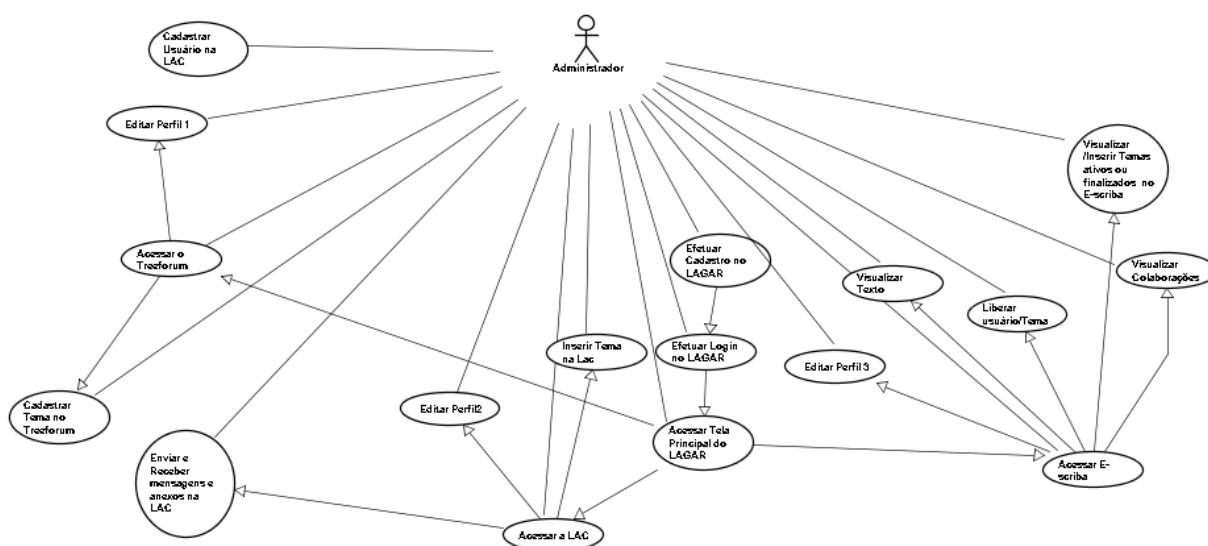 Cadastrar
Usuário na
LAC
Administrador
Editar Perfil 1
Visualizar
/Inserir Temas
ativos ou
finalizados no
E-scriba
Acessar o
Treeforum
Efetuar
Cadastro no
LAGAR
Visualizar
Texto
Visualizar
Colaborações
Liberar
usuário/Tema
Inserir Tema
na Lac
Efetuar Login
no LAGAR
Editar Perfil 3
Cadastrar
Tema no
Treeforum
Editar Perfil2
Acessar Tela
Principal do
LAGAR
Enviar e
Receber
mensagens e
anexos na
LAC
Acessar E-
scriba
Acessar a LAC